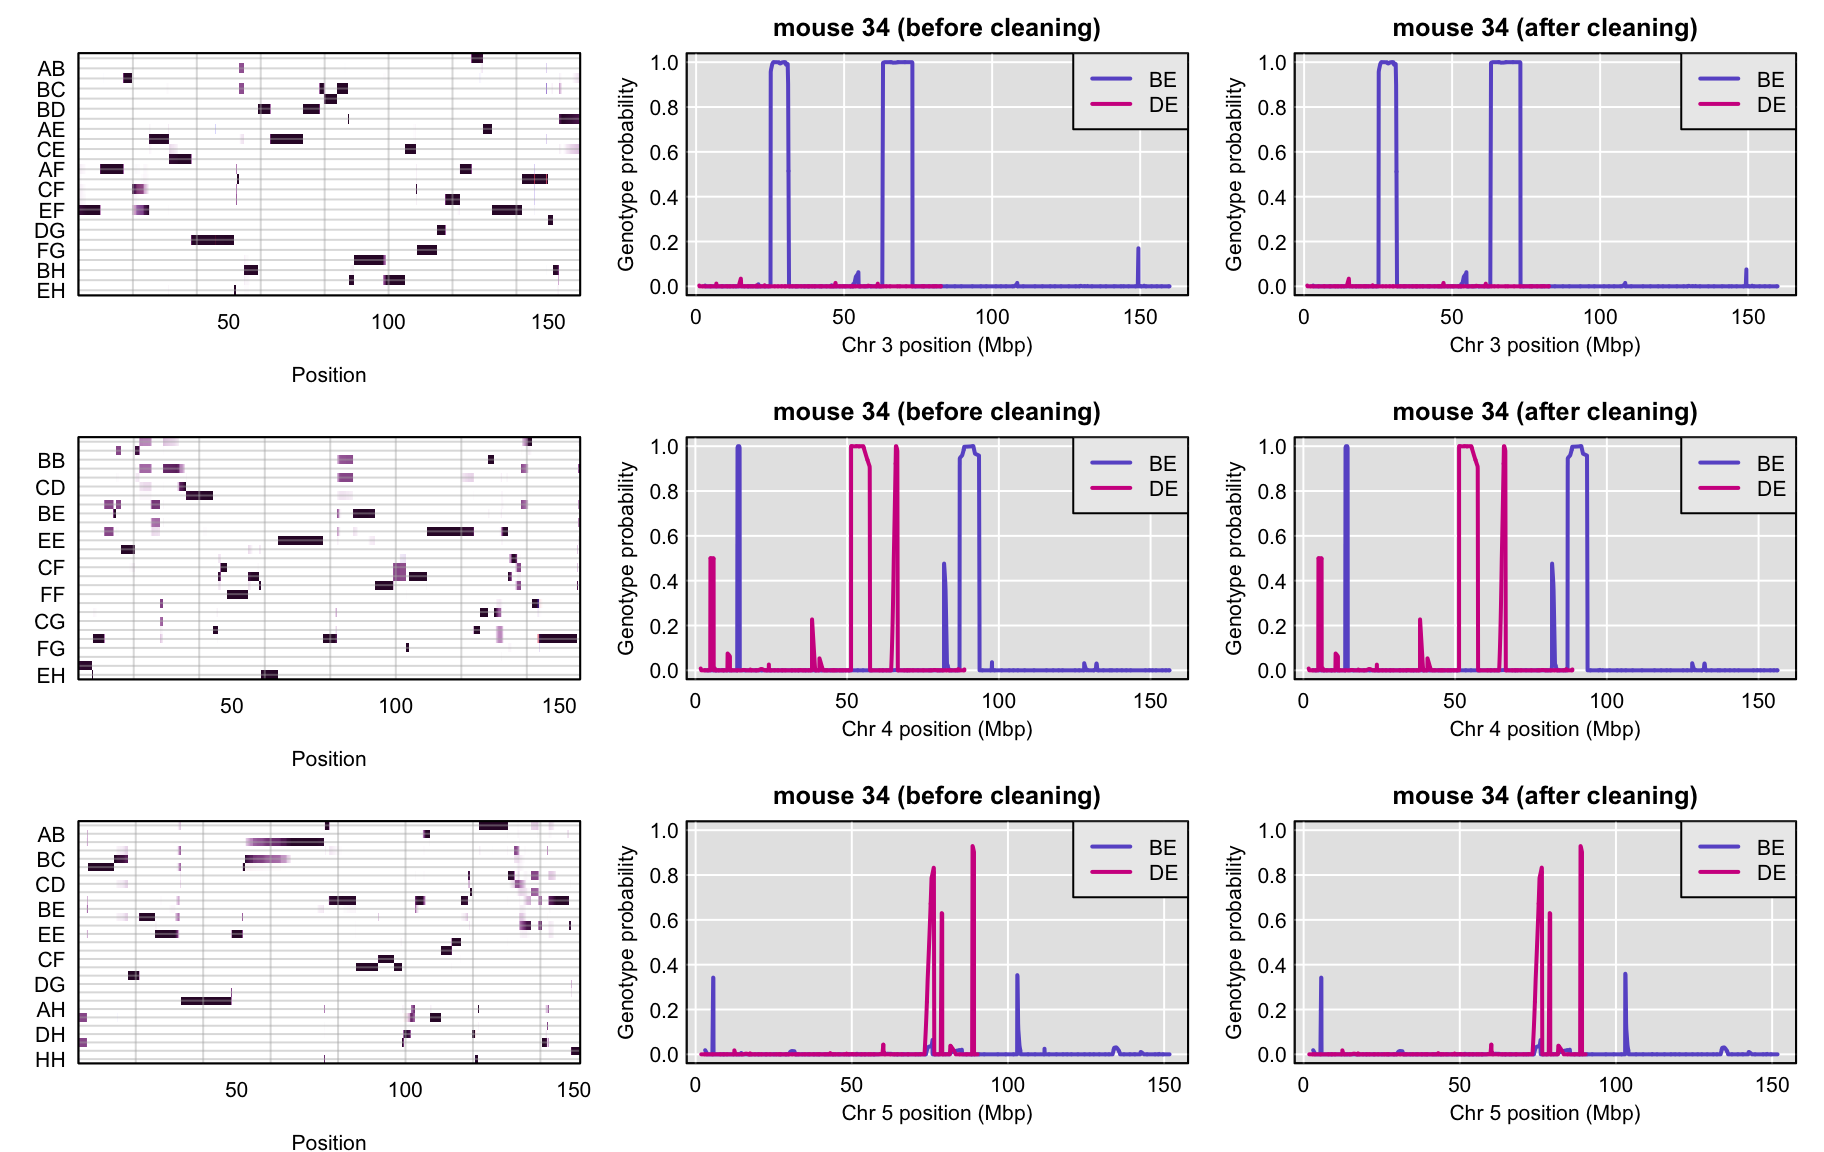 mouse 34 (before cleaning)
mouse 34 (after cleaning)
AB
BC
BD
AE
CE
AF
CF
EF
DG
FG
BH
EH
50 100 150
Position
Genotype probability
1.0
0.8
0.6
0.4
0.2
0.0
BE
DE
0 50 100 150
Chr 3 position (Mbp)
Genotype probability
1.0
0.8
0.6
0.4
0.2
0.0
BE
DE
0 50 100 150
Chr 3 position (Mbp)
mouse 34 (before cleaning)
mouse 34 (after cleaning)
BB
CD
BE
EE
CF
FF
CG
FG
EH
50 100 150
Position
Genotype probability
1.0
0.8
0.6
0.4
0.2
0.0
BE
DE
0 50 100 150
Chr 4 position (Mbp)
Genotype probability
1.0
0.8
0.6
0.4
0.2
0.0
BE
DE
0 50 100 150
Chr 4 position (Mbp)
mouse 34 (before cleaning)
mouse 34 (after cleaning)
AB
BC
CD
BE
EE
CF
DG
AH
DH
HH
50 100 150
Position
Genotype probability
1.0
0.8
0.6
0.4
0.2
0.0
BE
DE
0 50 100 150
Chr 5 position (Mbp)
Genotype probability
1.0
0.8
0.6
0.4
0.2
0.0
BE
DE
0 50 100 150
Chr 5 position (Mbp)